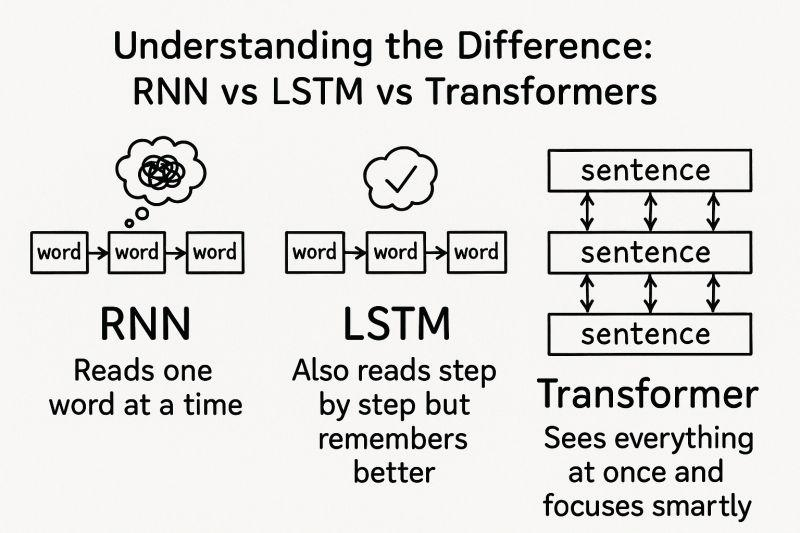 Understanding the Difference:
RNN vs LSTM vs Transformers
word word word
RNN
Reads one
word at a time
word word word
LSTM
Also reads step
by step but
remembers
better
sentence
sentence
sentence
Transformer
Sees everything
at once and
focuses smartly